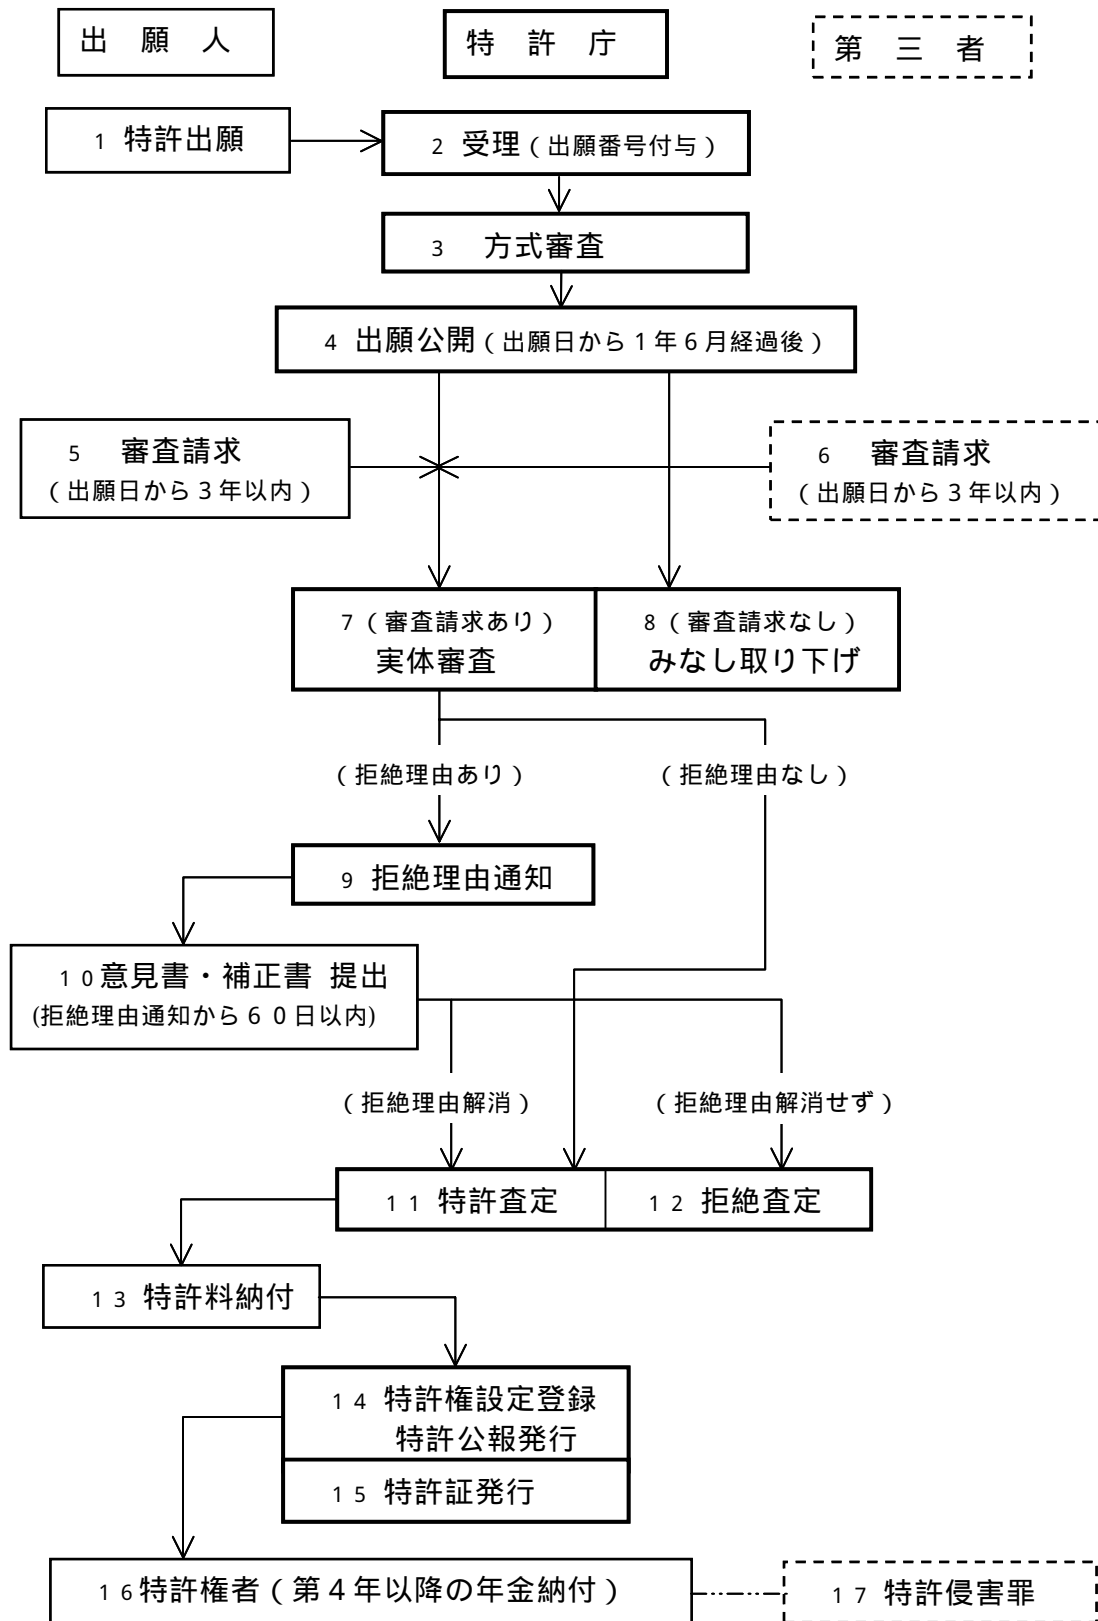 出 願 人
特 許 庁
第 三 者
1 特許出願
2 受理（出願番号付与）
3 方式審査
4 出願公開（出願日から1年6月経過後）
5 審査請求
（出願日から3年以内）
6 審査請求
（出願日から3年以内）
7（審査請求あり）
実体審査
8（審査請求なし）
みなし取り下げ
（拒絶理由あり）
（拒絶理由なし）
9 拒絶理由通知
10意見書・補正書 提出
(拒絶理由通知から60日以内)
（拒絶理由解消）
（拒絶理由解消せず）
11 特許査定
12 拒絶査定
13 特許料納付
14 特許権設定登録
特許公報発行
15 特許証発行
16特許権者（第4年以降の年金納付）
17 特許侵害罪